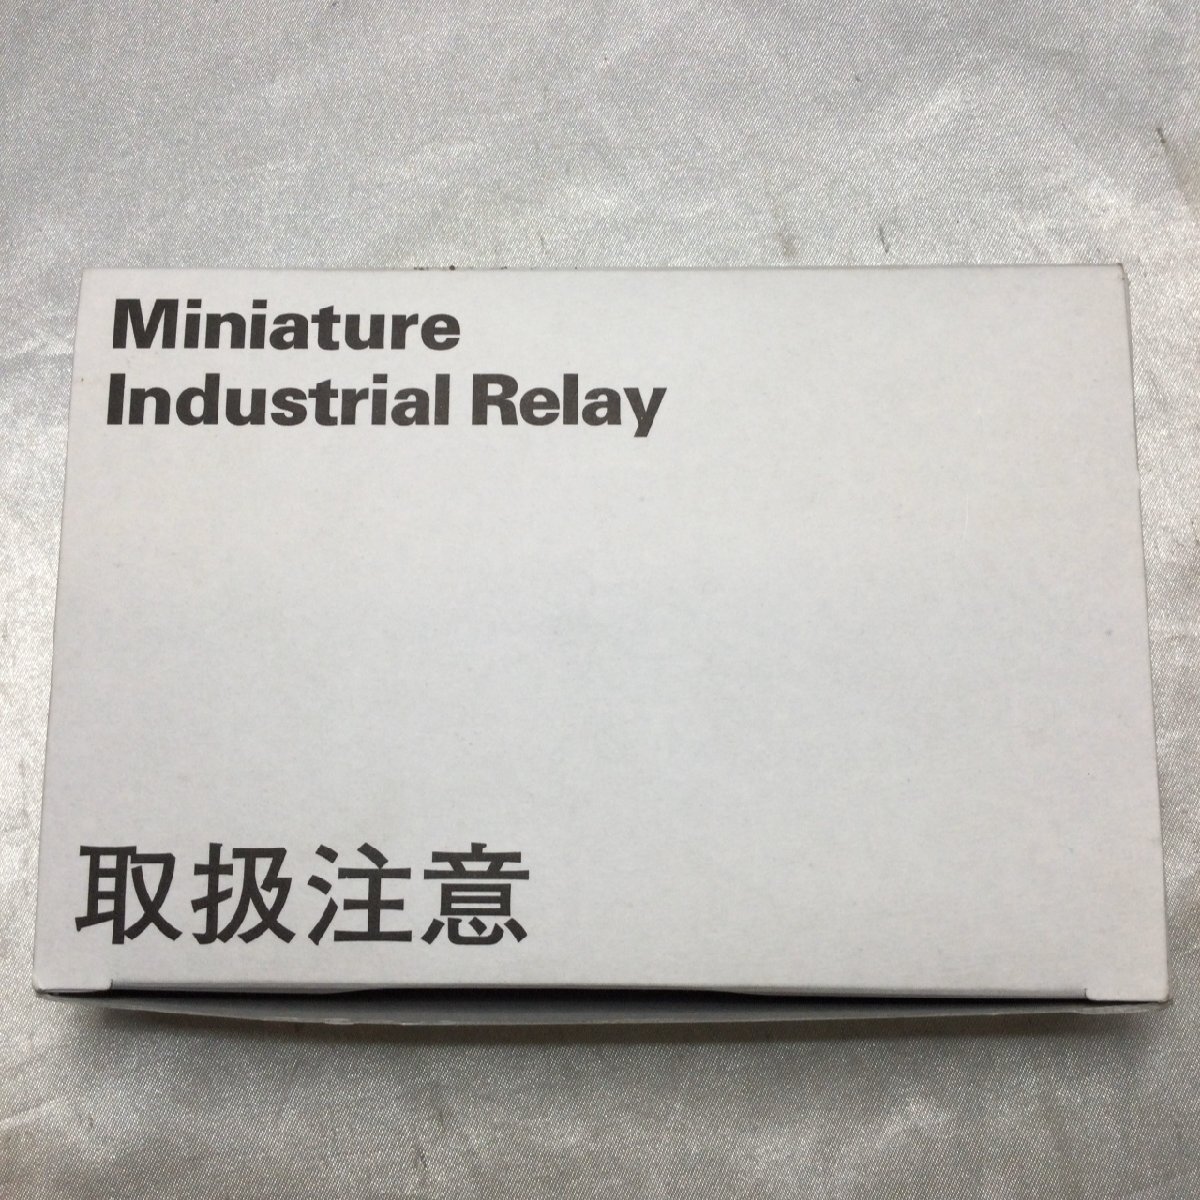 Miniature
Industrial Relay
取扱注意